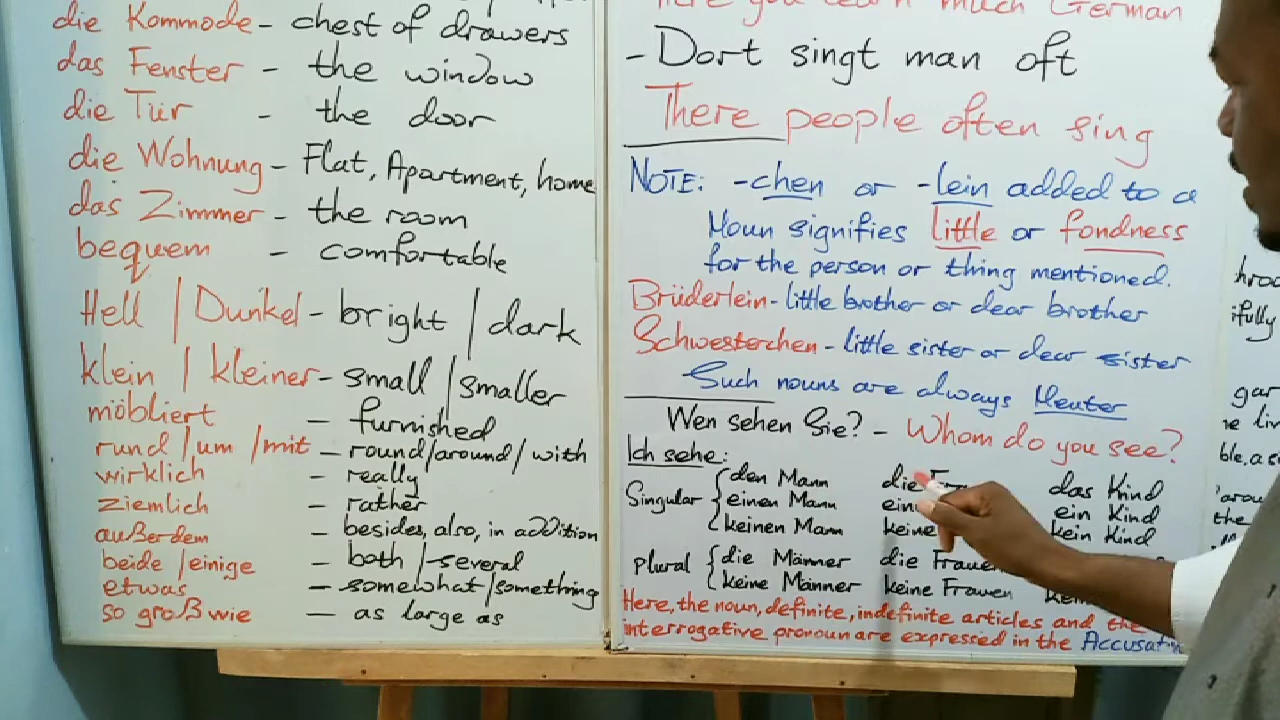 die Kommode - chest of drawers
das Fenster - the window
die Tür - the door
die Wohnung - Flat, Apartment, home
das Zimmer - the room
bequem - comfortable
Hell | Dunkel - bright | dark
klein | kleiner - small | smaller
möbliert - furnished
rund / um / mit - round/around/with
wirklich - really
ziemlich - rather
außerdem - besides, also, in addition
beide / einige - both / several
etwas - somewhat/something
so groß wie - as large as
Here you learn much German
- Dort singt man oft
There people often sing
NOTE: -chen or -lein added to a
Noun signifies little or fondness
for the person or thing mentioned.
Brüderlein - little brother or dear brother
Schwesterchen - little sister or dear sister
Such nouns are always Neuter
Wen sehen Sie? - Whom do you see?
Ich sehe:
Singular
den Mann die das Kind
einen Mann ein Kind
keinen Mann keine kein Kind
plural
die Männer die Frauen
keine Männer keine Frauen
Here, the noun, definite, indefinite articles and the
interrogative pronoun are expressed in the
gar
ble, a
the